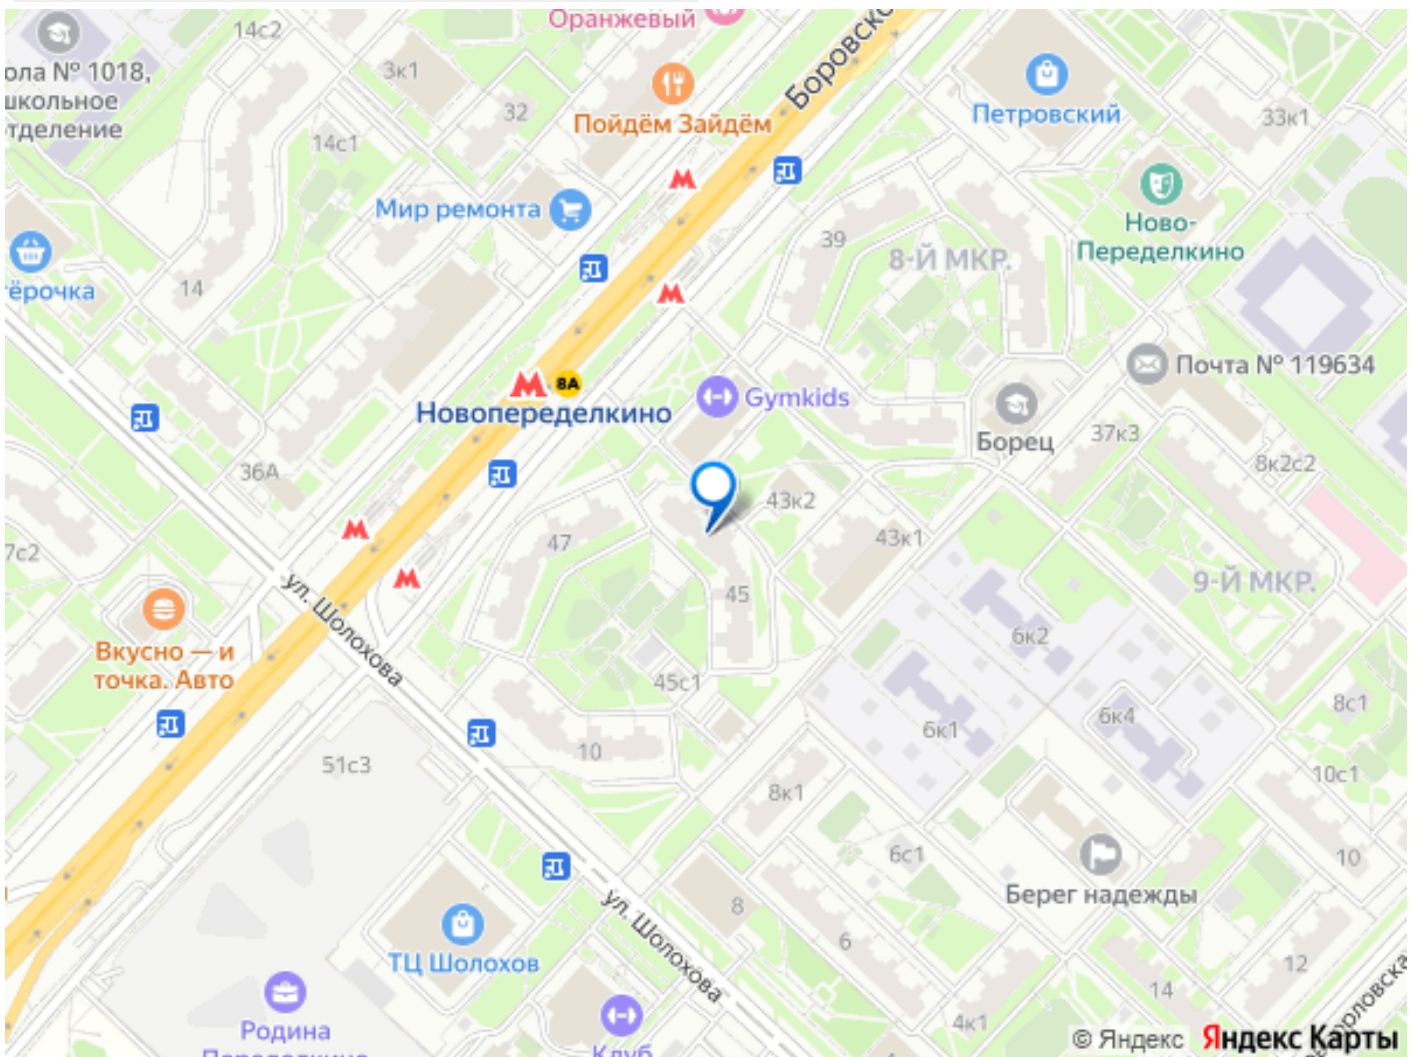 Оранжевый
14с2
Боровско
ола № 1018,
школьное
тделение
3к1
32
Пойдём Зайдём
Петровский
33к1
14с1
Мир ремонта
Ново-
Переделкино
39
8-Й МКР.
14
ёрочка
Почта № 119634
8А
Новопеределкино
Gymkids
Борец
37к3
8к2с2
36А
43к2
47
43к1
7с2
9-Й МКР.
ул. Шолохова
45
6к2
Вкусно — и
точка. Авто
45с1
8с1
6к1
6к4
51с3
10
10с1
8к1
6с1
10
Берег надежды
8
ул. Шолохова
6
ТЦ Шолохов
12
14
Родина
Переделкино
4к1
Клуб
орловска
© Яндекс Яндекс Карты